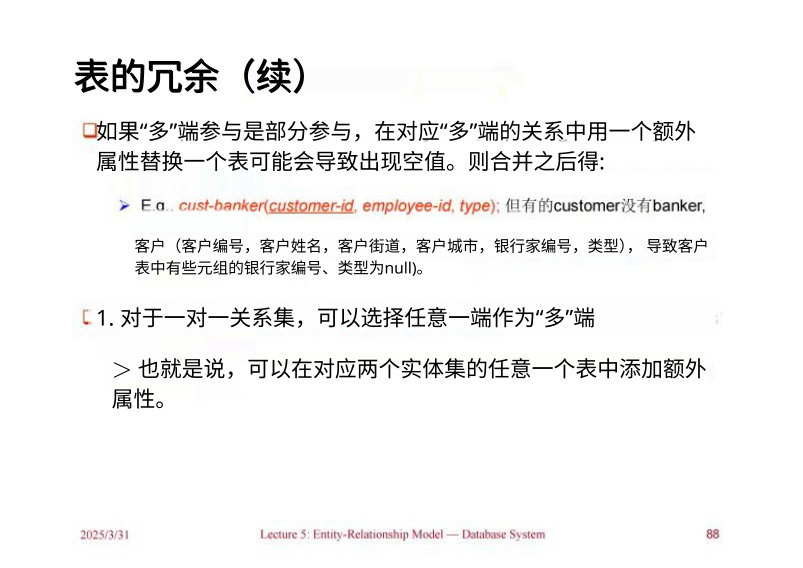 表的冗余（续）
如果“多”端参与是部分参与，在对应“多”端的关系中用一个额外
属性替换一个表可能会导致出现空值。则合并之后得:
E.g., cust-banker(customer-id, employee-id, type); 但有的customer没有banker,
客户（客户编号，客户姓名，客户街道，客户城市，银行家编号，类型）， 导致客户
表中有些元组的银行家编号、类型为null)。
1. 对于一对一关系集，可以选择任意一端作为“多”端
> 也就是说，可以在对应两个实体集的任意一个表中添加额外
属性。
2025/3/31 Lecture 5: Entity-Relationship Model — Database System 88